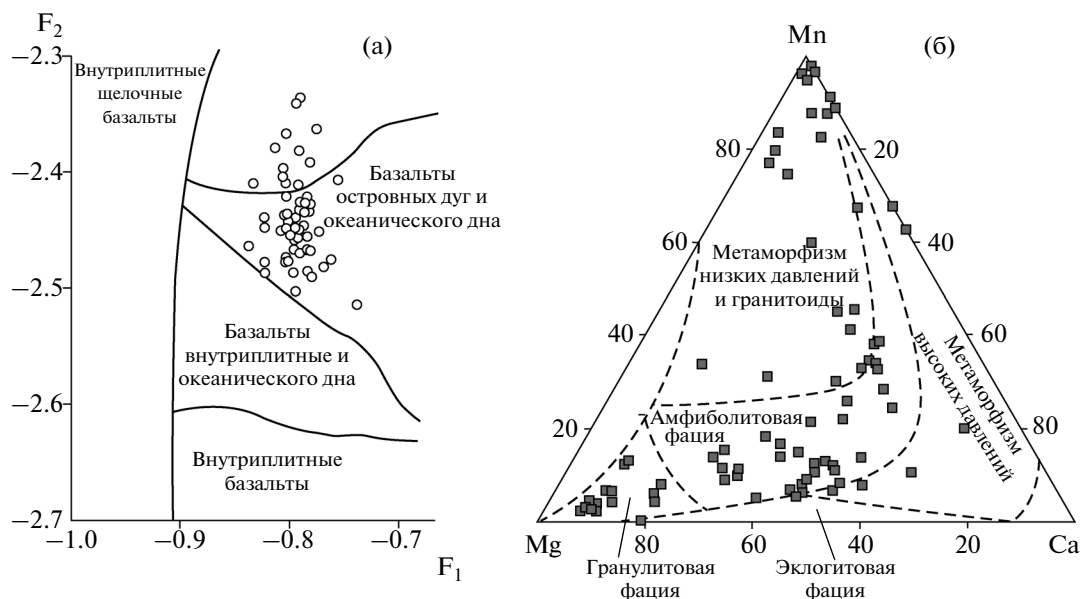 F2
(а)
−2.3
−2.4
−2.5
−2.6
−2.7
−1.0
−0.9
−0.8
−0.7
F1
Внутриплитные
щелочные
базальты
Базальты
островных дуг и
океанического дна
Базальты
внутриплитные и
океанического дна
Внутриплитные
базальты
Mn
(б)
80
20
60
40
Метаморфизм
низких давлений
и гранитоиды
40
60
Метаморфизм
высоких давлений
Амфиболитовая
фация
20
80
Mg
80
60
40
20
Ca
Гранулитовая
фация
Эклогитовая
фация